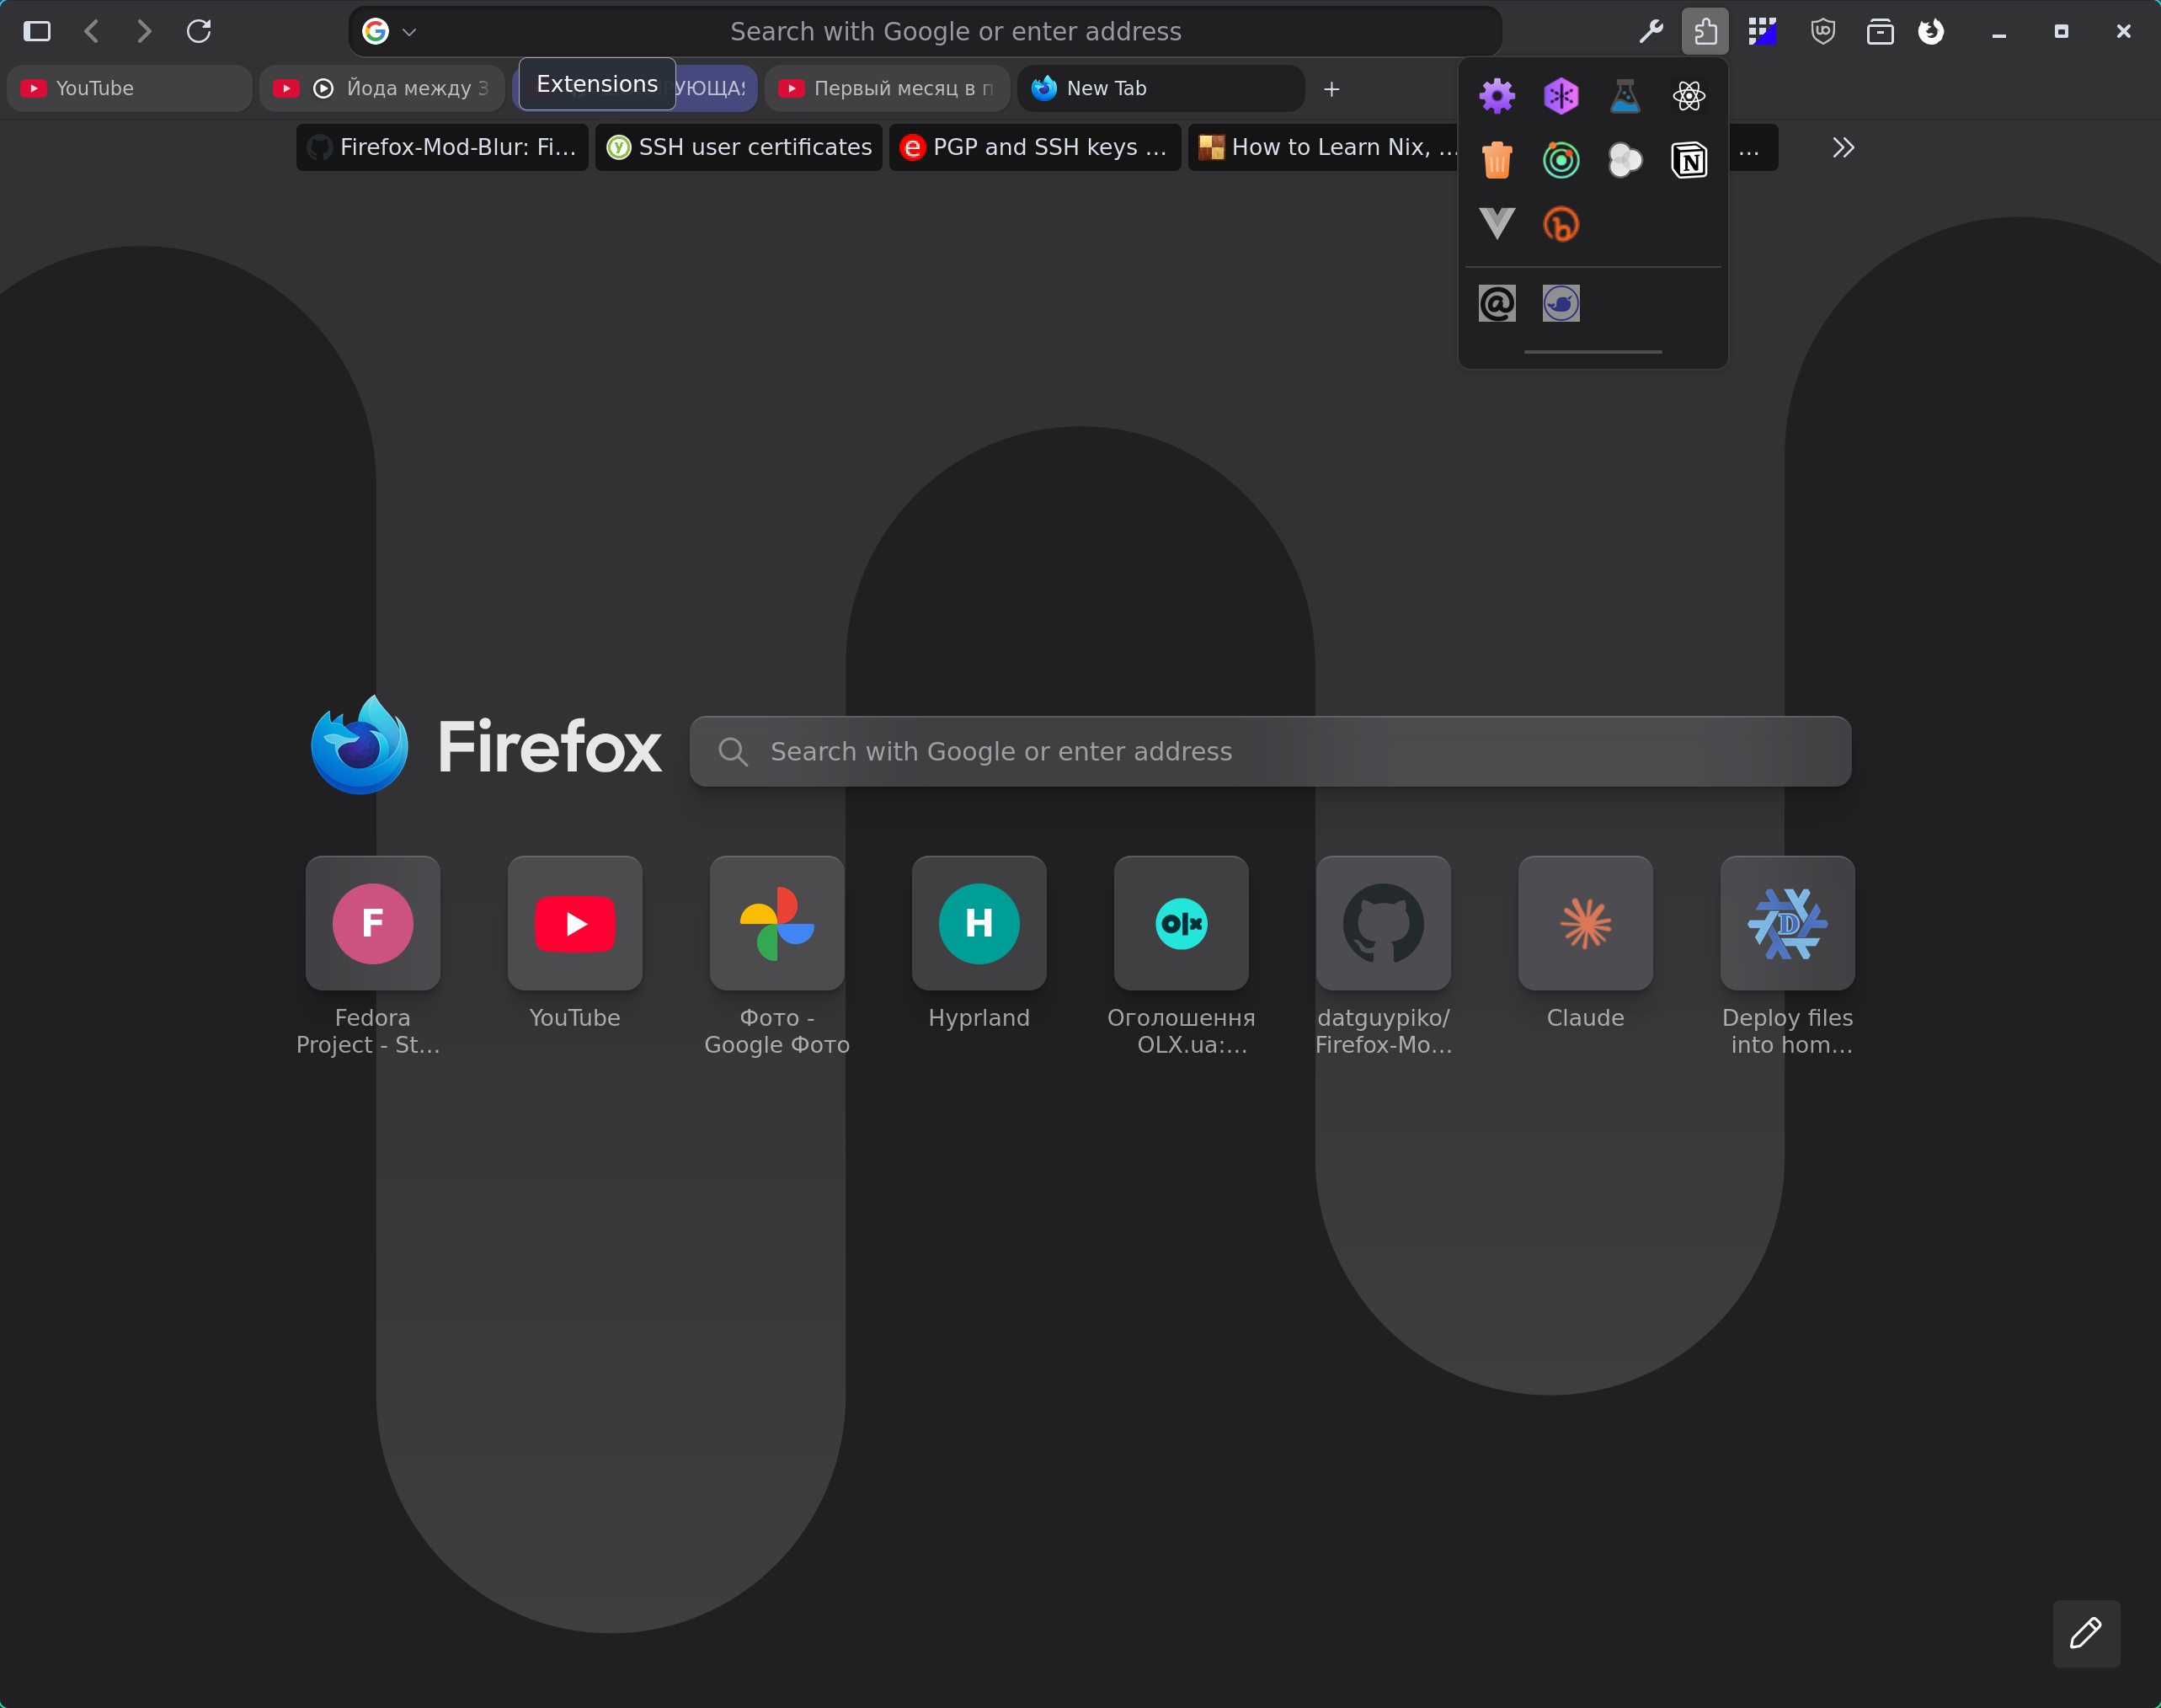 Search with Google or enter address
YouTube
Йода между З
Extensions
РУЮЩАЯ
Первый месяц в п
New Tab
Firefox-Mod-Blur: Fi...
SSH user certificates
PGP and SSH keys ...
How to Learn Nix, ...
...
Firefox
Search with Google or enter address
F
H
olx
D
Fedora
Project - St...
YouTube
Фото -
Google Фото
Hyprland
Оголошення
OLX.ua:...
datguypiko/
Firefox-Mo...
Claude
Deploy files
into hom...